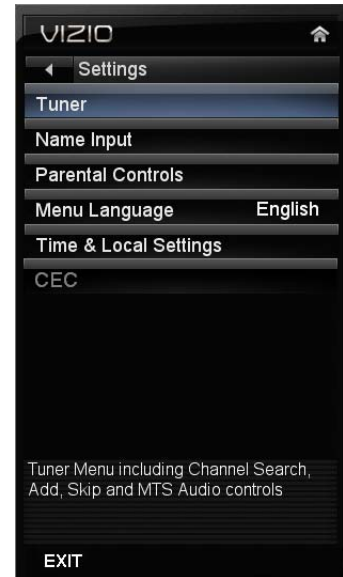 VIZIO
Settings
Tuner
Name Input
Parental Controls
Menu Language English
Time & Local Settings
CEC
Tuner Menu including Channel Search,
Add, Skip and MTS Audio controls
EXIT